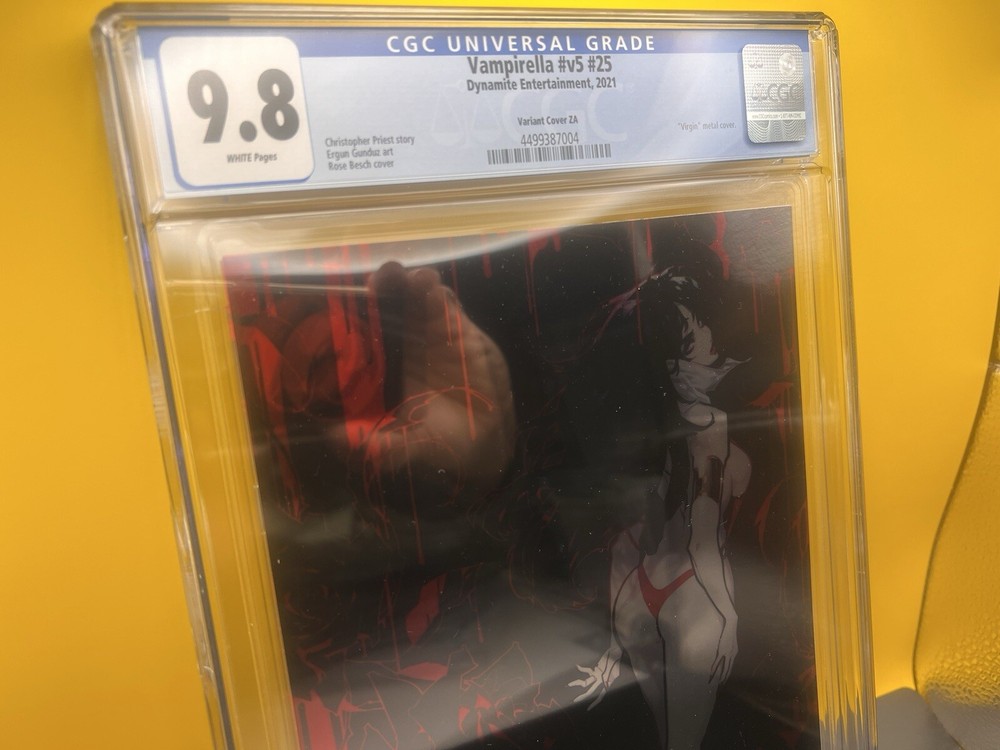 CGC UNIVERSAL GRADE
9.8
WHITE Pages
Vampirella #v5 #25
Dynamite Entertainment, 2021
Variant Cover ZA
4499387004
Christopher Priest story
Ergun Gunduz art
Rose Besch cover
"Virgin" metal cover.
CGC